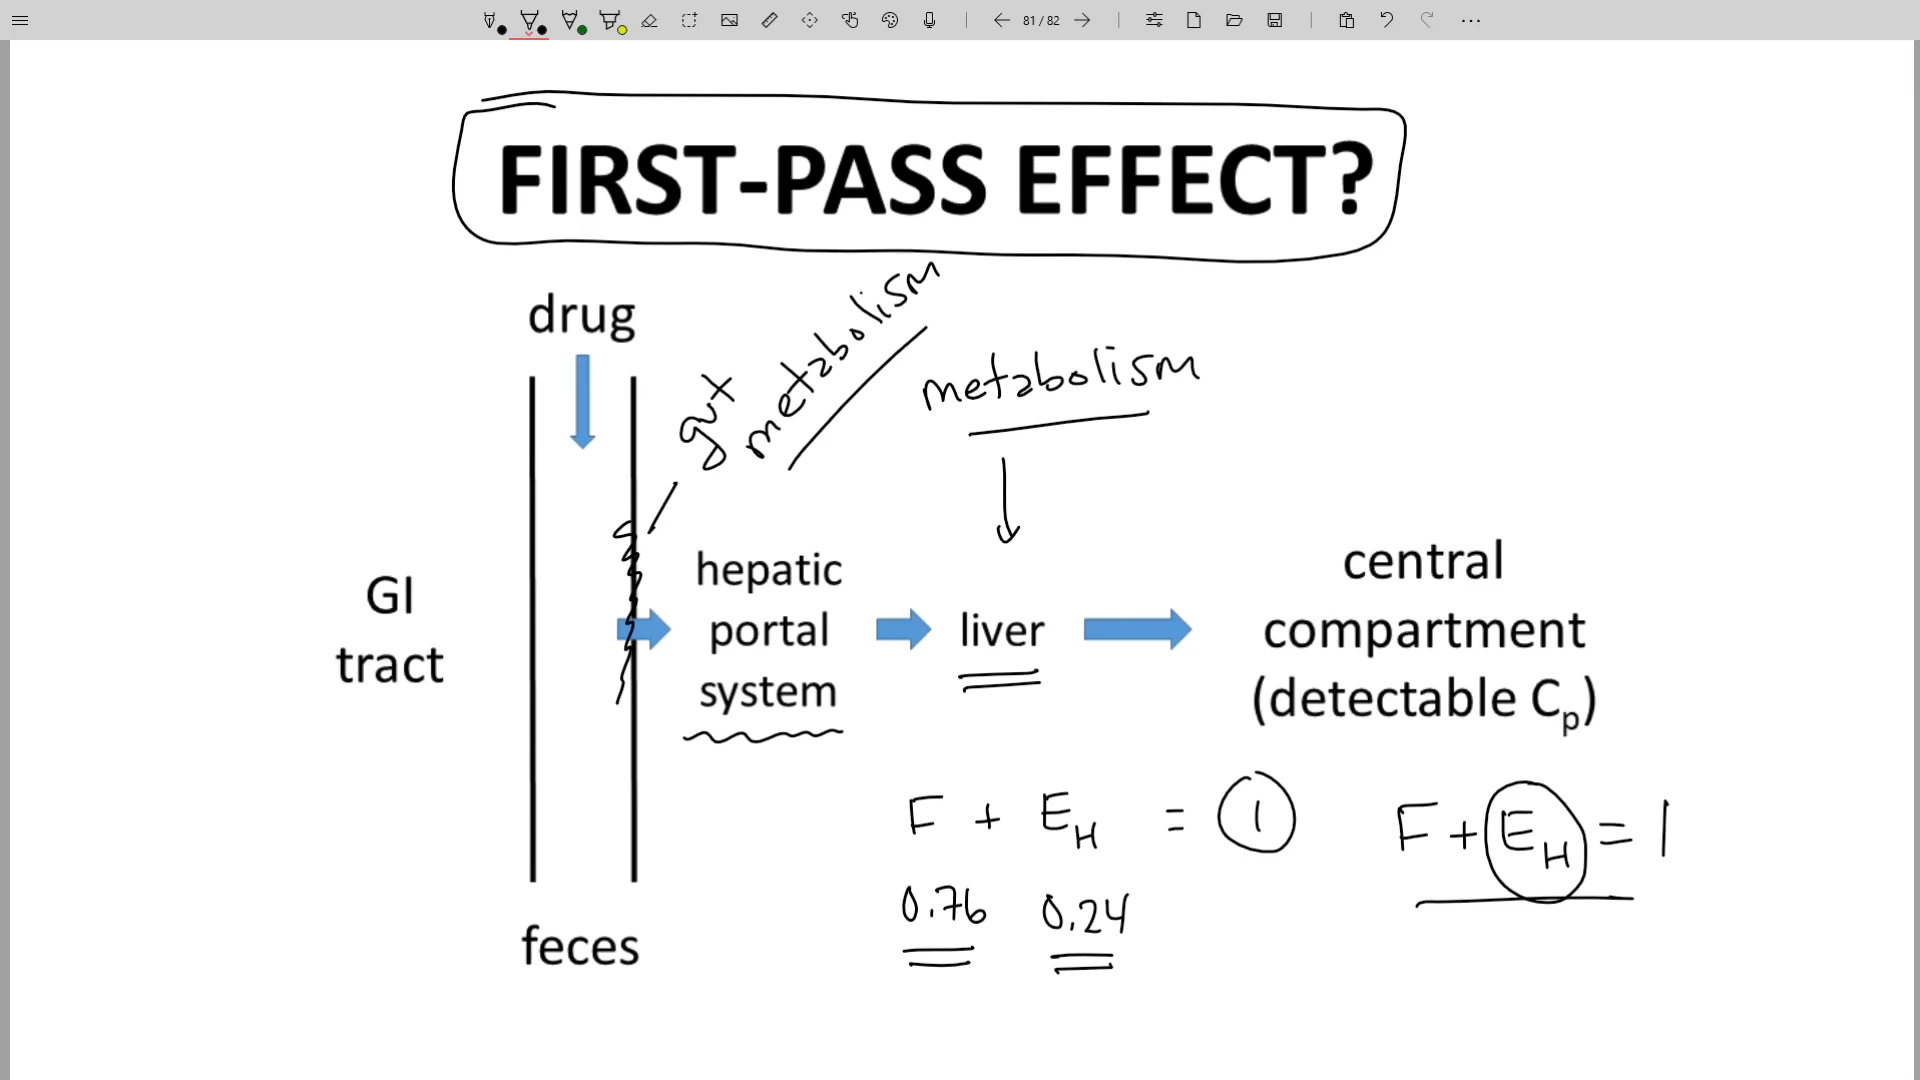 81 / 82
FIRST-PASS EFFECT?
drug
gut
metabolism
metabolism
GI
tract
hepatic
portal
system
liver
central
compartment
(detectable Cp)
F + EH = 1
F + EH = 1
0.76 0.24
feces